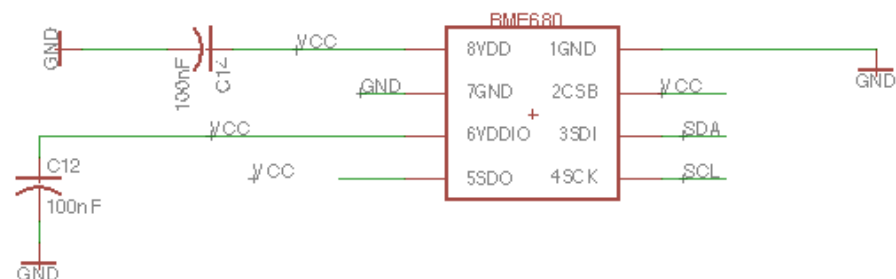 BME680
GND
100nF
C14
VCC
8VDD
1GND
GND
GND
7GND
2CSB
VCC
VCC
6VDDIO
3SDI
SDA
C12
100nF
VCC
5SDO
4SCK
SCL
GND